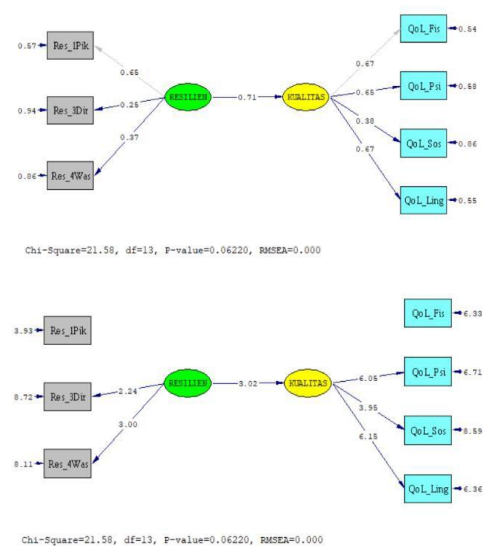 0.57 Res_1Pik
0.94 Res_3Dir
0.86 Res_4Was
0.65
0.25
0.37
RESILIEN
0.71
KUALITAS
0.67
0.65
0.38
0.67
QoL_Fis 0.54
QoL_Psi 0.58
QoL_Sos 0.86
QoL_Ling 0.55
Chi-Square=21.58, df=13, P-value=0.06220, RMSEA=0.000
3.93 Res_1Pik
8.72 Res_3Dir
8.11 Res_4Was
2.24
3.00
RESILIEN
3.02
KUALITAS
6.05
3.95
6.15
QoL_Fis 6.33
QoL_Psi 6.71
QoL_Sos 8.59
QoL_Ling 6.36
Chi-Square=21.58, df=13, P-value=0.06220, RMSEA=0.000